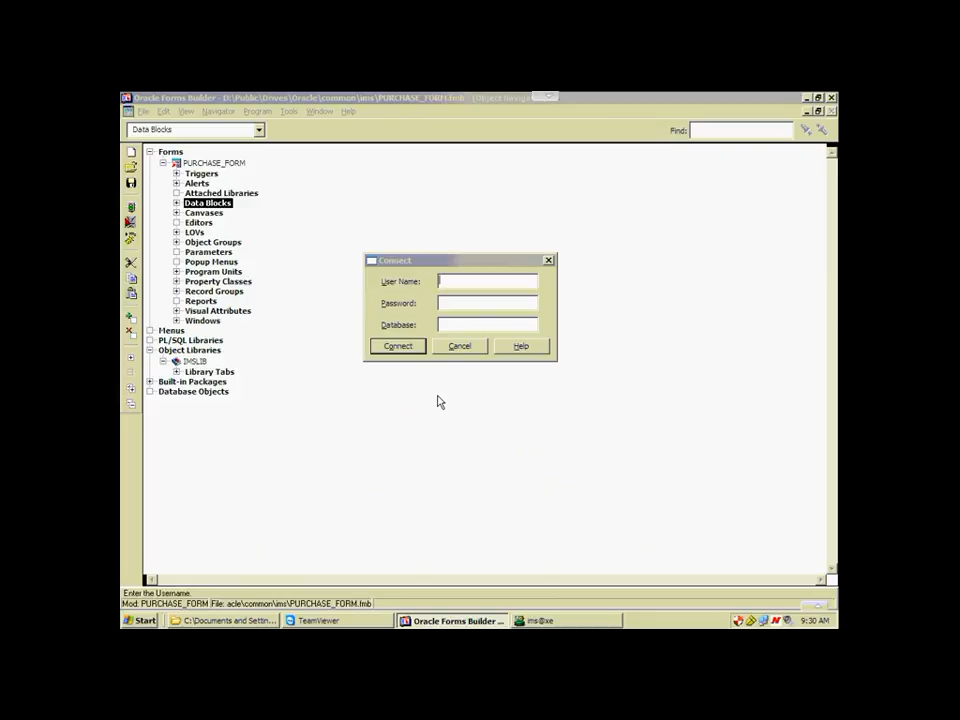 Oracle Forms Builder - D:\Public\Drives\Oracle\common\ims\PURCHASE_FORM.fmb - [Object Naviga
File Edit View Navigator Program Tools Window Help
Data Blocks
Find:
Forms
PURCHASE_FORM
Triggers
Alerts
Attached Libraries
Data Blocks
Canvases
Editors
LOVs
Object Groups
Parameters
Popup Menus
Program Units
Property Classes
Record Groups
Reports
Visual Attributes
Windows
Menus
PL/SQL Libraries
Object Libraries
IMSLIB
Library Tabs
Built-in Packages
Database Objects
Connect
User Name:
Password:
Database:
Connect Cancel Help
Enter the Username.
Mod: PURCHASE_FORM File: acle\common\ims\PURCHASE_FORM.fmb
Start C:\Documents and Settin... TeamViewer Oracle Forms Builder ... ims@xe 9:30 AM